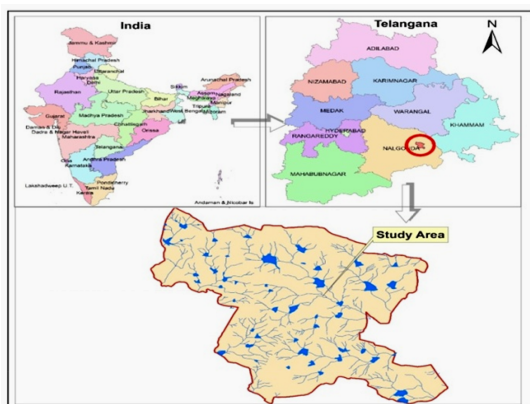 India
Jammu & Kashmir
Himachal Pradesh
Punjab
Uttaranchal
Haryana
Delhi
Rajasthan
Uttar Pradesh
Sikkim
Arunachal Pradesh
Assam
Nagaland
Meghalaya
Manipur
Bihar
Tripura
Mizoram
Gujarat
Madhya Pradesh
Jharkhand
West Bengal
Chhattisgarh
Orissa
Daman & Diu
Dadra & Nagar Haveli
Maharashtra
Telangana
Goa
Andhra Pradesh
Karnataka
Lakshadweep U.T.
Pondicherry
Tamil Nadu
Kerala
Andaman & Nicobar Is
Telangana
N
ADILABAD
NIZAMABAD
KARIMNAGAR
MEDAK
WARANGAL
HYDERABAD
RANGAREDDY
KHAMMAM
NALGONDA
MAHABUBNAGAR
Study Area